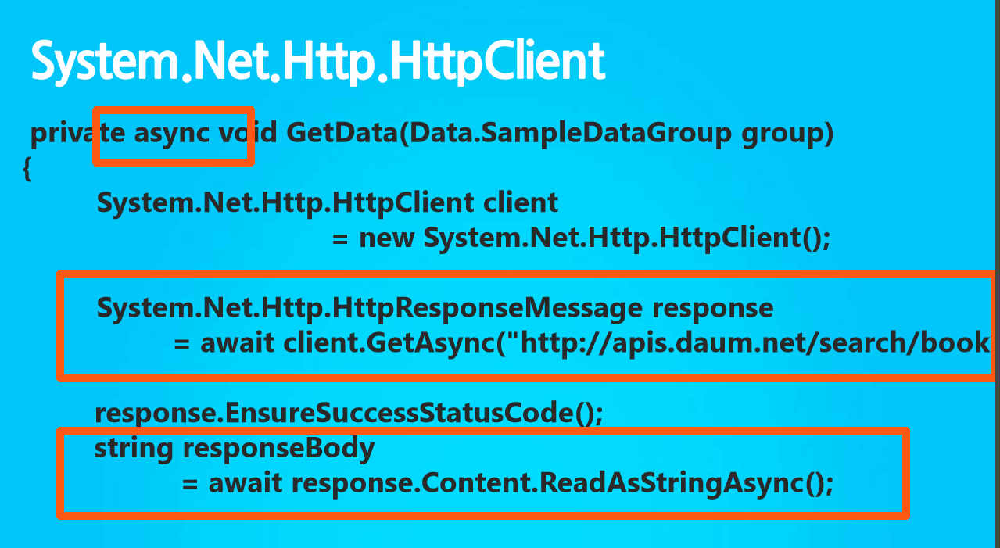 System.Net.Http.HttpClient
private async void GetData(Data.SampleDataGroup group)
{
System.Net.Http.HttpClient client
= new System.Net.Http.HttpClient();
System.Net.Http.HttpResponseMessage response
= await client.GetAsync("http://apis.daum.net/search/book
response.EnsureSuccessStatusCode();
string responseBody
= await response.Content.ReadAsStringAsync();